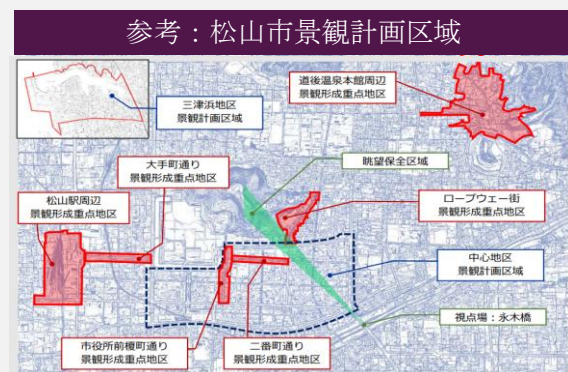 参考：松山市景観計画区域
三津浜地区
景観計画区域
道後温泉本館周辺
景観形成重点地区
大手町通り
景観形成重点地区
眺望保全区域
松山駅周辺
景観形成重点地区
ロープウェー街
景観形成重点地区
中心地区
景観計画区域
視点場：永木橋
市役所前榎町通り
景観形成重点地区
二番町通り
景観形成重点地区